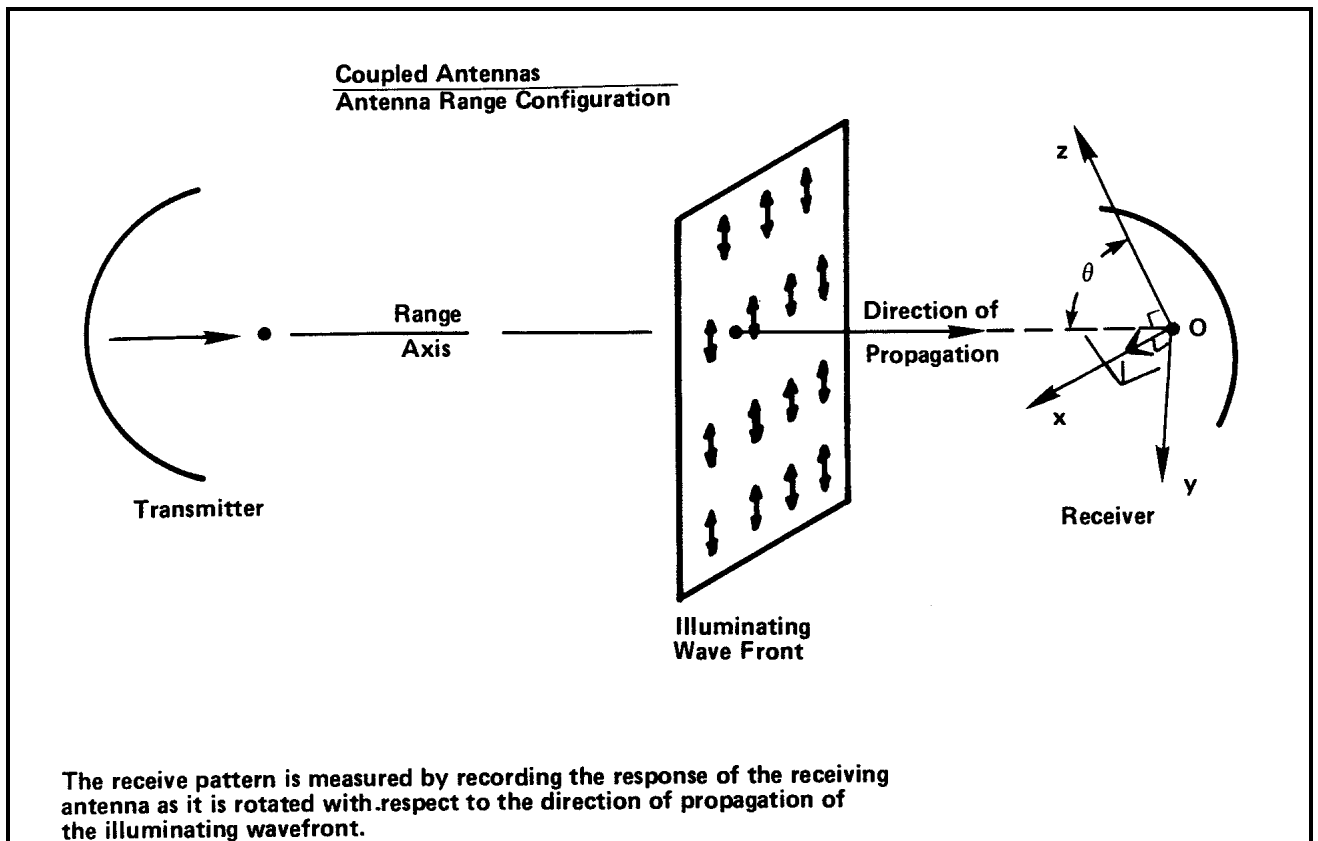 Coupled Antennas
Antenna Range Configuration
z
θ
Range
Axis
Direction of
Propagation
O
x
y
Transmitter
Receiver
Illuminating
Wave Front
The receive pattern is measured by recording the response of the receiving
antenna as it is rotated with.respect to the direction of propagation of
the illuminating wavefront.